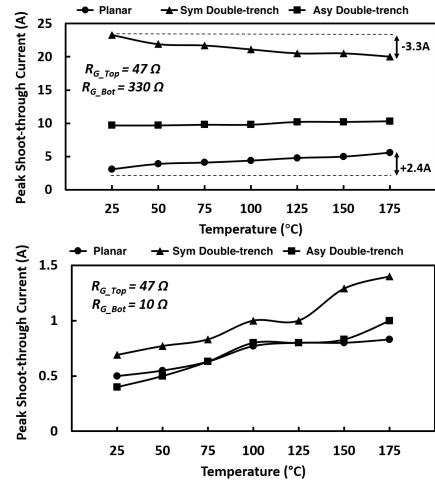 Planar Sym Double-trench Asy Double-trench
Peak Shoot-through Current (A)
25
20
15
10
5
0
-3.3A
R_G_Top = 47 Ω
R_G_Bot = 330 Ω
+2.4A
25 50 75 100 125 150 175
Temperature (°C)
Planar Sym Double-trench Asy Double-trench
Peak Shoot-through Current (A)
1.5
1
0.5
0
R_G_Top = 47 Ω
R_G_Bot = 10 Ω
25 50 75 100 125 150 175
Temperature (°C)